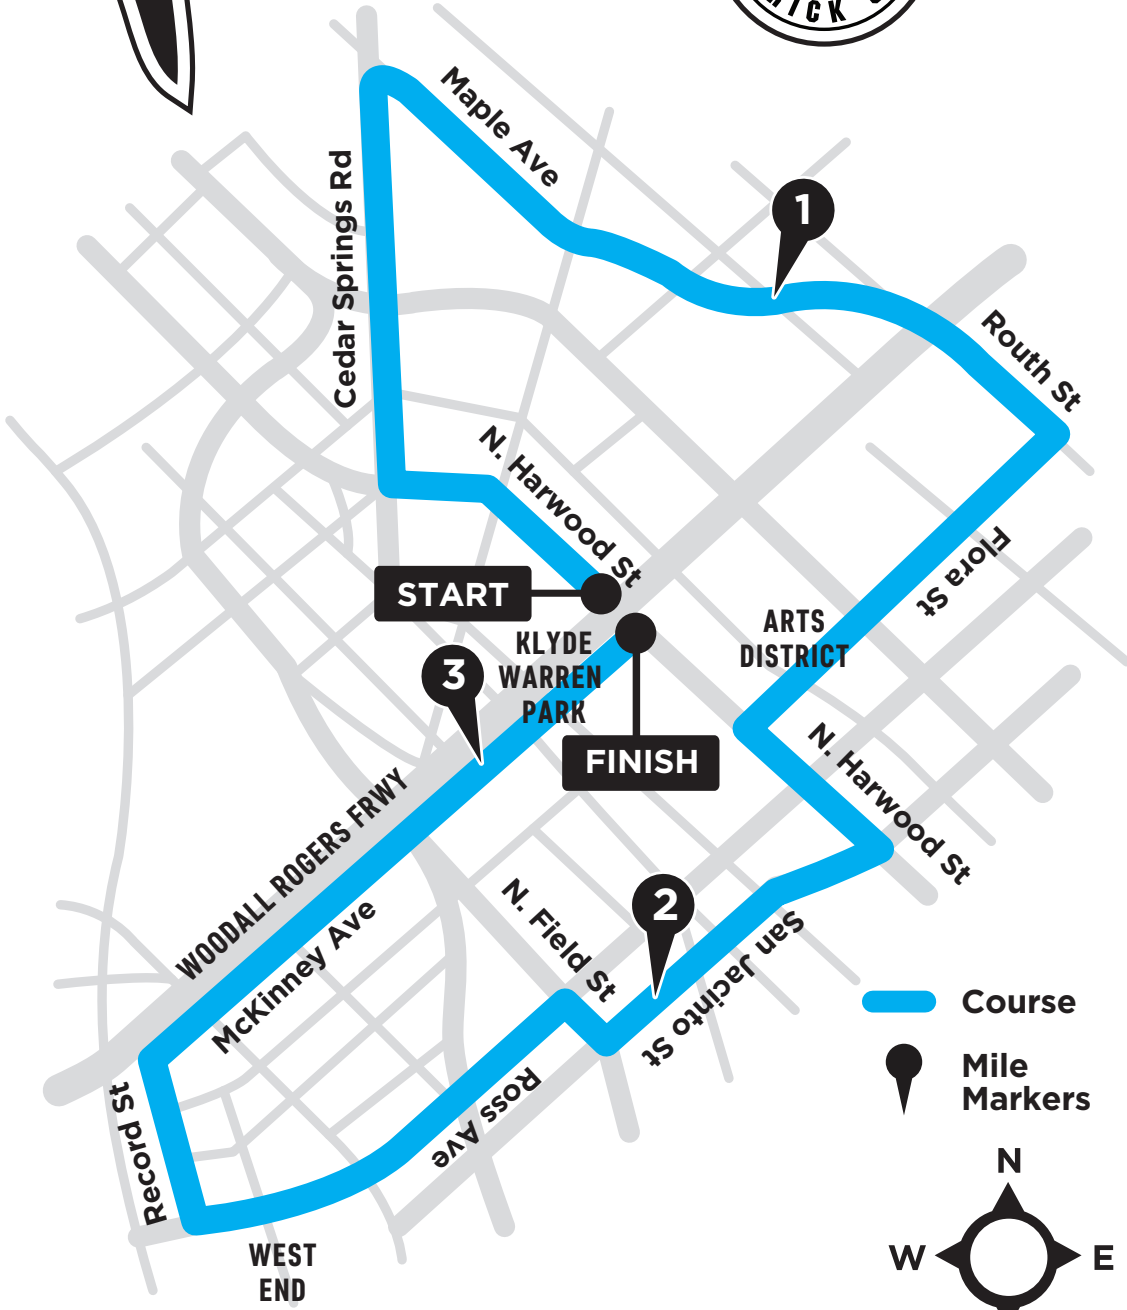 Maple Ave
1
Cedar Springs Rd
Routh St
N. Harwood St
Flora St
START
ARTS
DISTRICT
KLYDE
WARREN
PARK
3
FINISH
N. Harwood St
WOODALL ROGERS FRWY
McKinney Ave
N. Field St
2
San Jacinto St
Course
Mile
Markers
Ross Ave
Record St
WEST
END
N
W
E